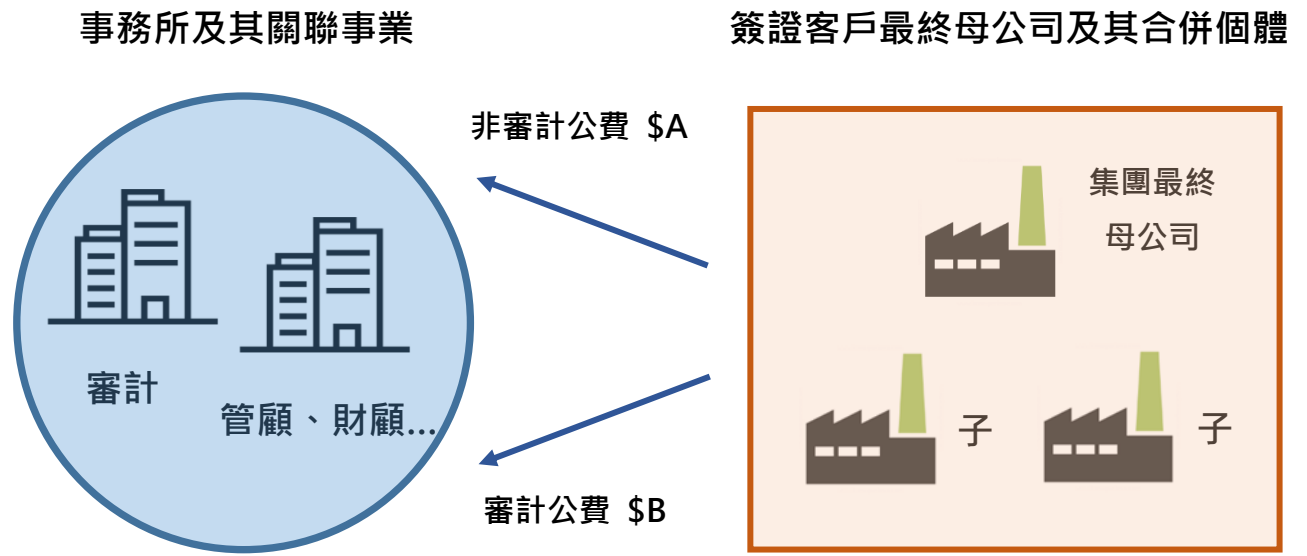 事務所及其關聯事業
簽證客戶最終母公司及其合併個體
非審計公費 $A
集團最終
母公司
審計
管顧、財顧...
子
子
審計公費 $B